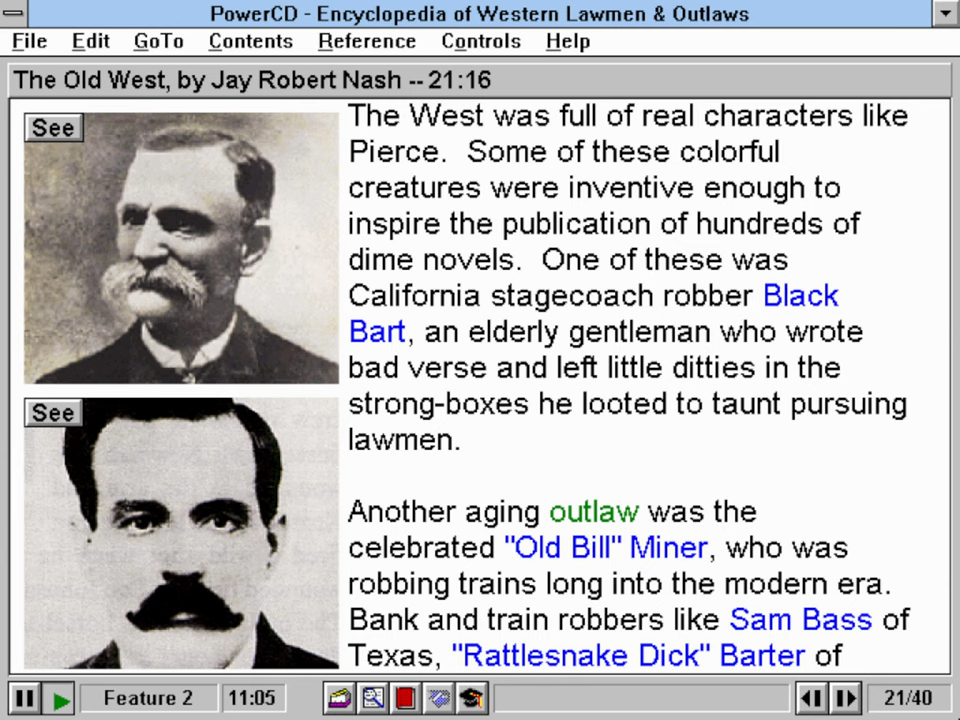 PowerCD - Encyclopedia of Western Lawmen & Outlaws
File Edit GoTo Contents Reference Controls Help
The Old West, by Jay Robert Nash -- 21:16
See
The West was full of real characters like
Pierce. Some of these colorful
creatures were inventive enough to
inspire the publication of hundreds of
dime novels. One of these was
California stagecoach robber Black
Bart, an elderly gentleman who wrote
bad verse and left little ditties in the
strong-boxes he looted to taunt pursuing
lawmen.
See
Another aging outlaw was the
celebrated "Old Bill" Miner, who was
robbing trains long into the modern era.
Bank and train robbers like Sam Bass of
Texas, "Rattlesnake Dick" Barter of
Feature 2 11:05 21/40